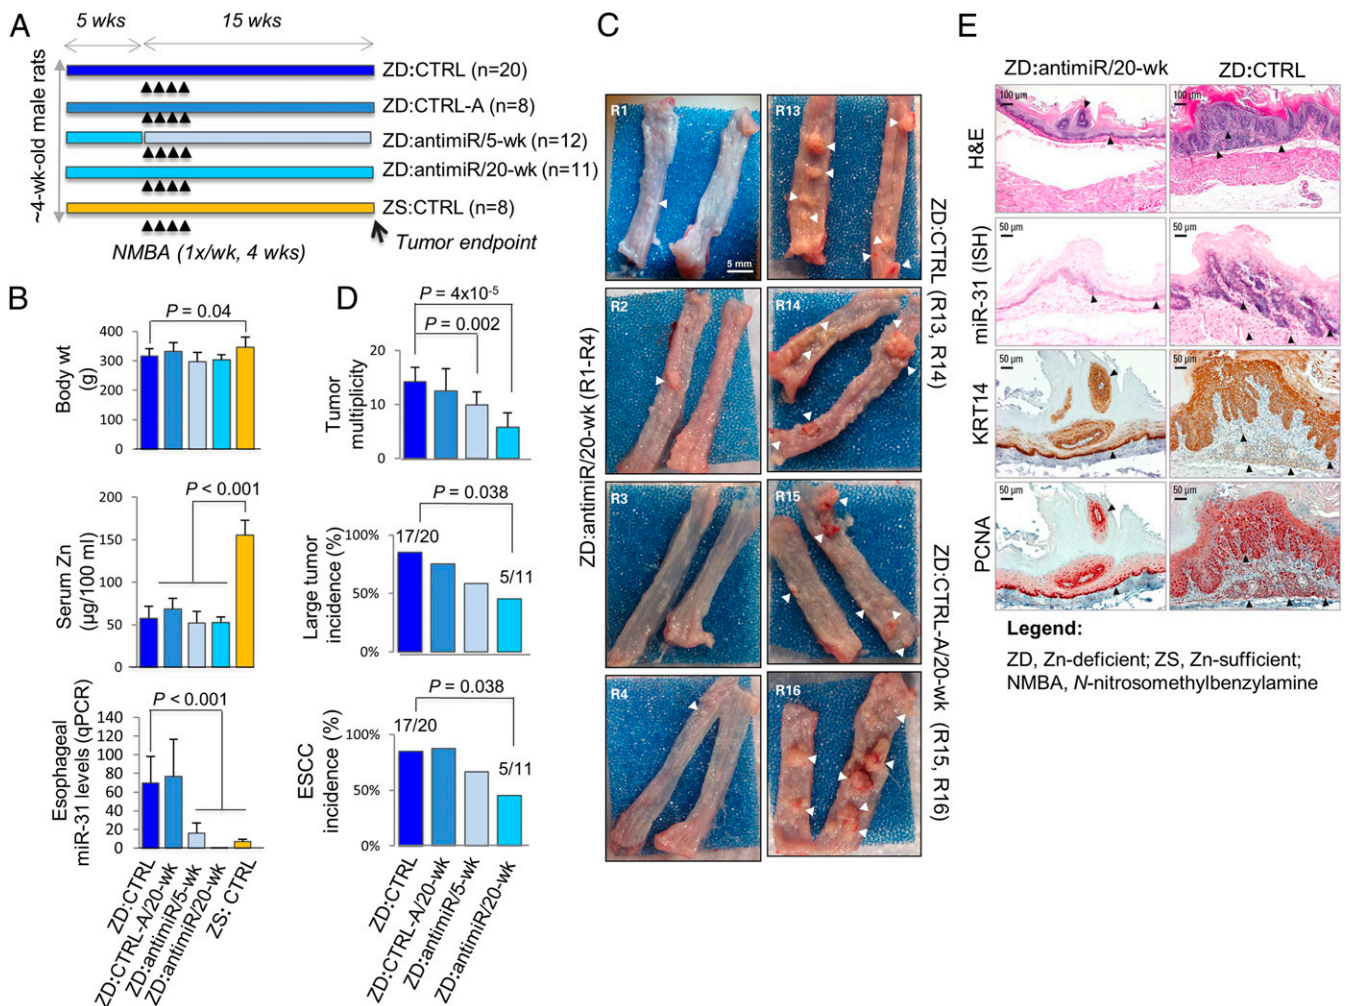 A
5 wks
15 wks
~4-wk-old male rats
ZD:CTRL (n=20)
ZD:CTRL-A (n=8)
ZD:antimiR/5-wk (n=12)
ZD:antimiR/20-wk (n=11)
ZS:CTRL (n=8)
NMBA (1x/wk, 4 wks)
Tumor endpoint
B
P = 0.04
Body wt
(g)
400
300
200
100
0
P < 0.001
Serum Zn
(µg/100 ml)
200
150
100
50
0
P < 0.001
Esophageal
miR-31 levels (qPCR)
140
120
100
80
60
40
20
0
ZD:CTRL
ZD:CTRL-A/20-wk
ZD:antimiR/5-wk
ZD:antimiR/20-wk
ZS: CTRL
D
P = 4x10-5
P = 0.002
Tumor
multiplicity
20
10
0
P = 0.038
Large tumor
incidence (%)
100%
50%
0%
17/20
5/11
P = 0.038
ESCC
incidence (%)
100%
50%
0%
17/20
5/11
ZD:CTRL
ZD:CTRL-A/20-wk
ZD:antimiR/5-wk
ZD:antimiR/20-wk
C
R1
5 mm
R13
R2
R14
R3
R15
R4
R16
ZD:antimiR/20-wk (R1-R4)
ZD:CTRL (R13, R14)
ZD:CTRL-A/20-wk (R15, R16)
E
ZD:antimiR/20-wk
ZD:CTRL
H&E
100 µm
100 µm
miR-31 (ISH)
50 µm
50 µm
KRT14
50 µm
50 µm
PCNA
50 µm
50 µm
Legend:
ZD, Zn-deficient; ZS, Zn-sufficient;
NMBA, N-nitrosomethylbenzylamine